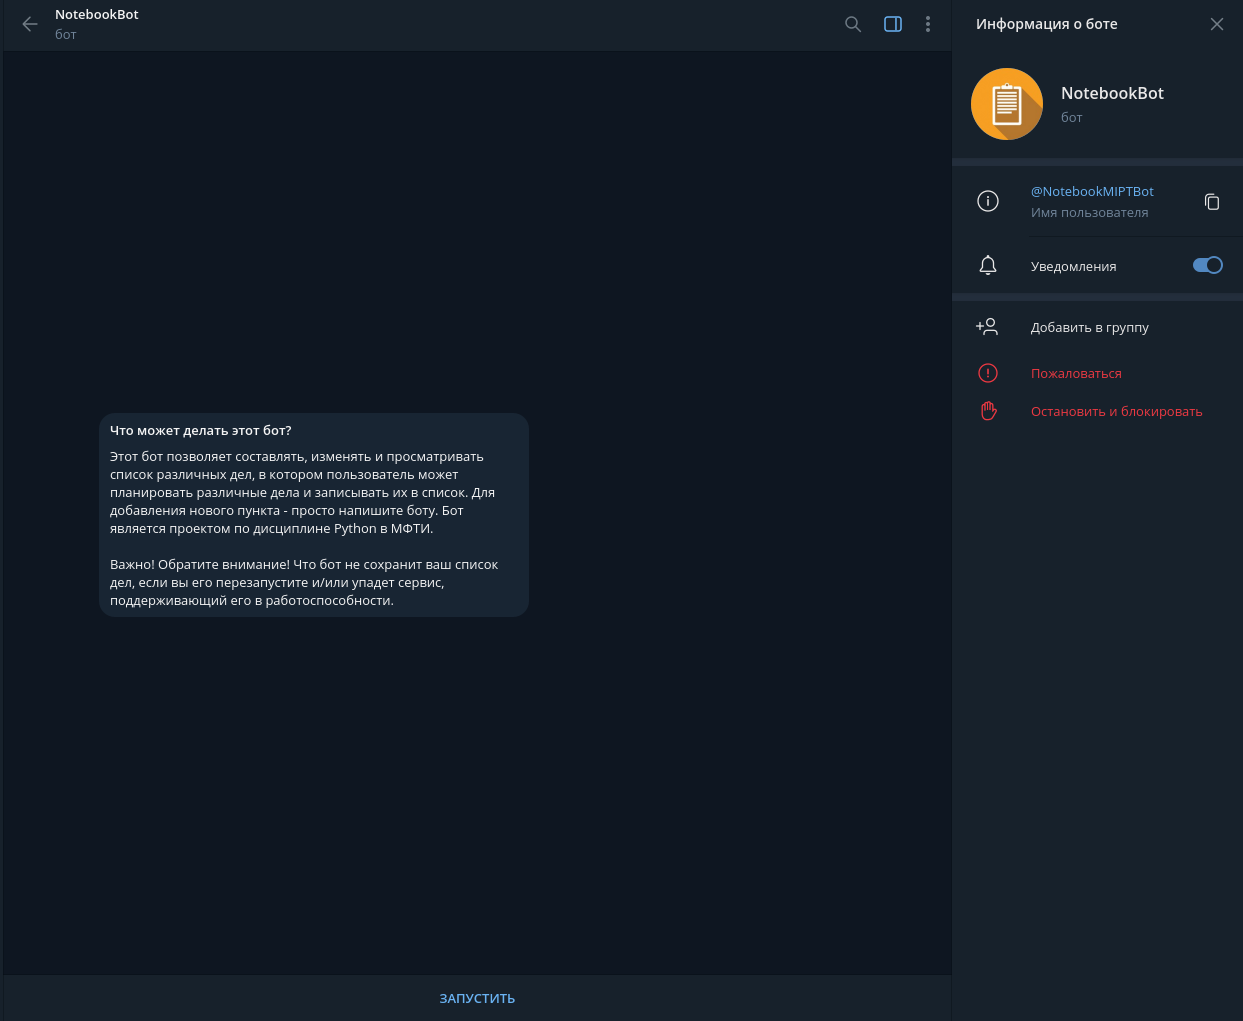 NotebookBot
бот
Что может делать этот бот?
Этот бот позволяет составлять, изменять и просматривать
список различных дел, в котором пользователь может
планировать различные дела и записывать их в список. Для
добавления нового пункта - просто напишите боту. Бот
является проектом по дисциплине Python в МФТИ.
Важно! Обратите внимание! Что бот не сохранит ваш список
дел, если вы его перезапустите и/или упадет сервис,
поддерживающий его в работоспособности.
ЗАПУСТИТЬ
Информация о боте
NotebookBot
бот
@NotebookMIPTBot
Имя пользователя
Уведомления
Добавить в группу
Пожаловаться
Остановить и блокировать